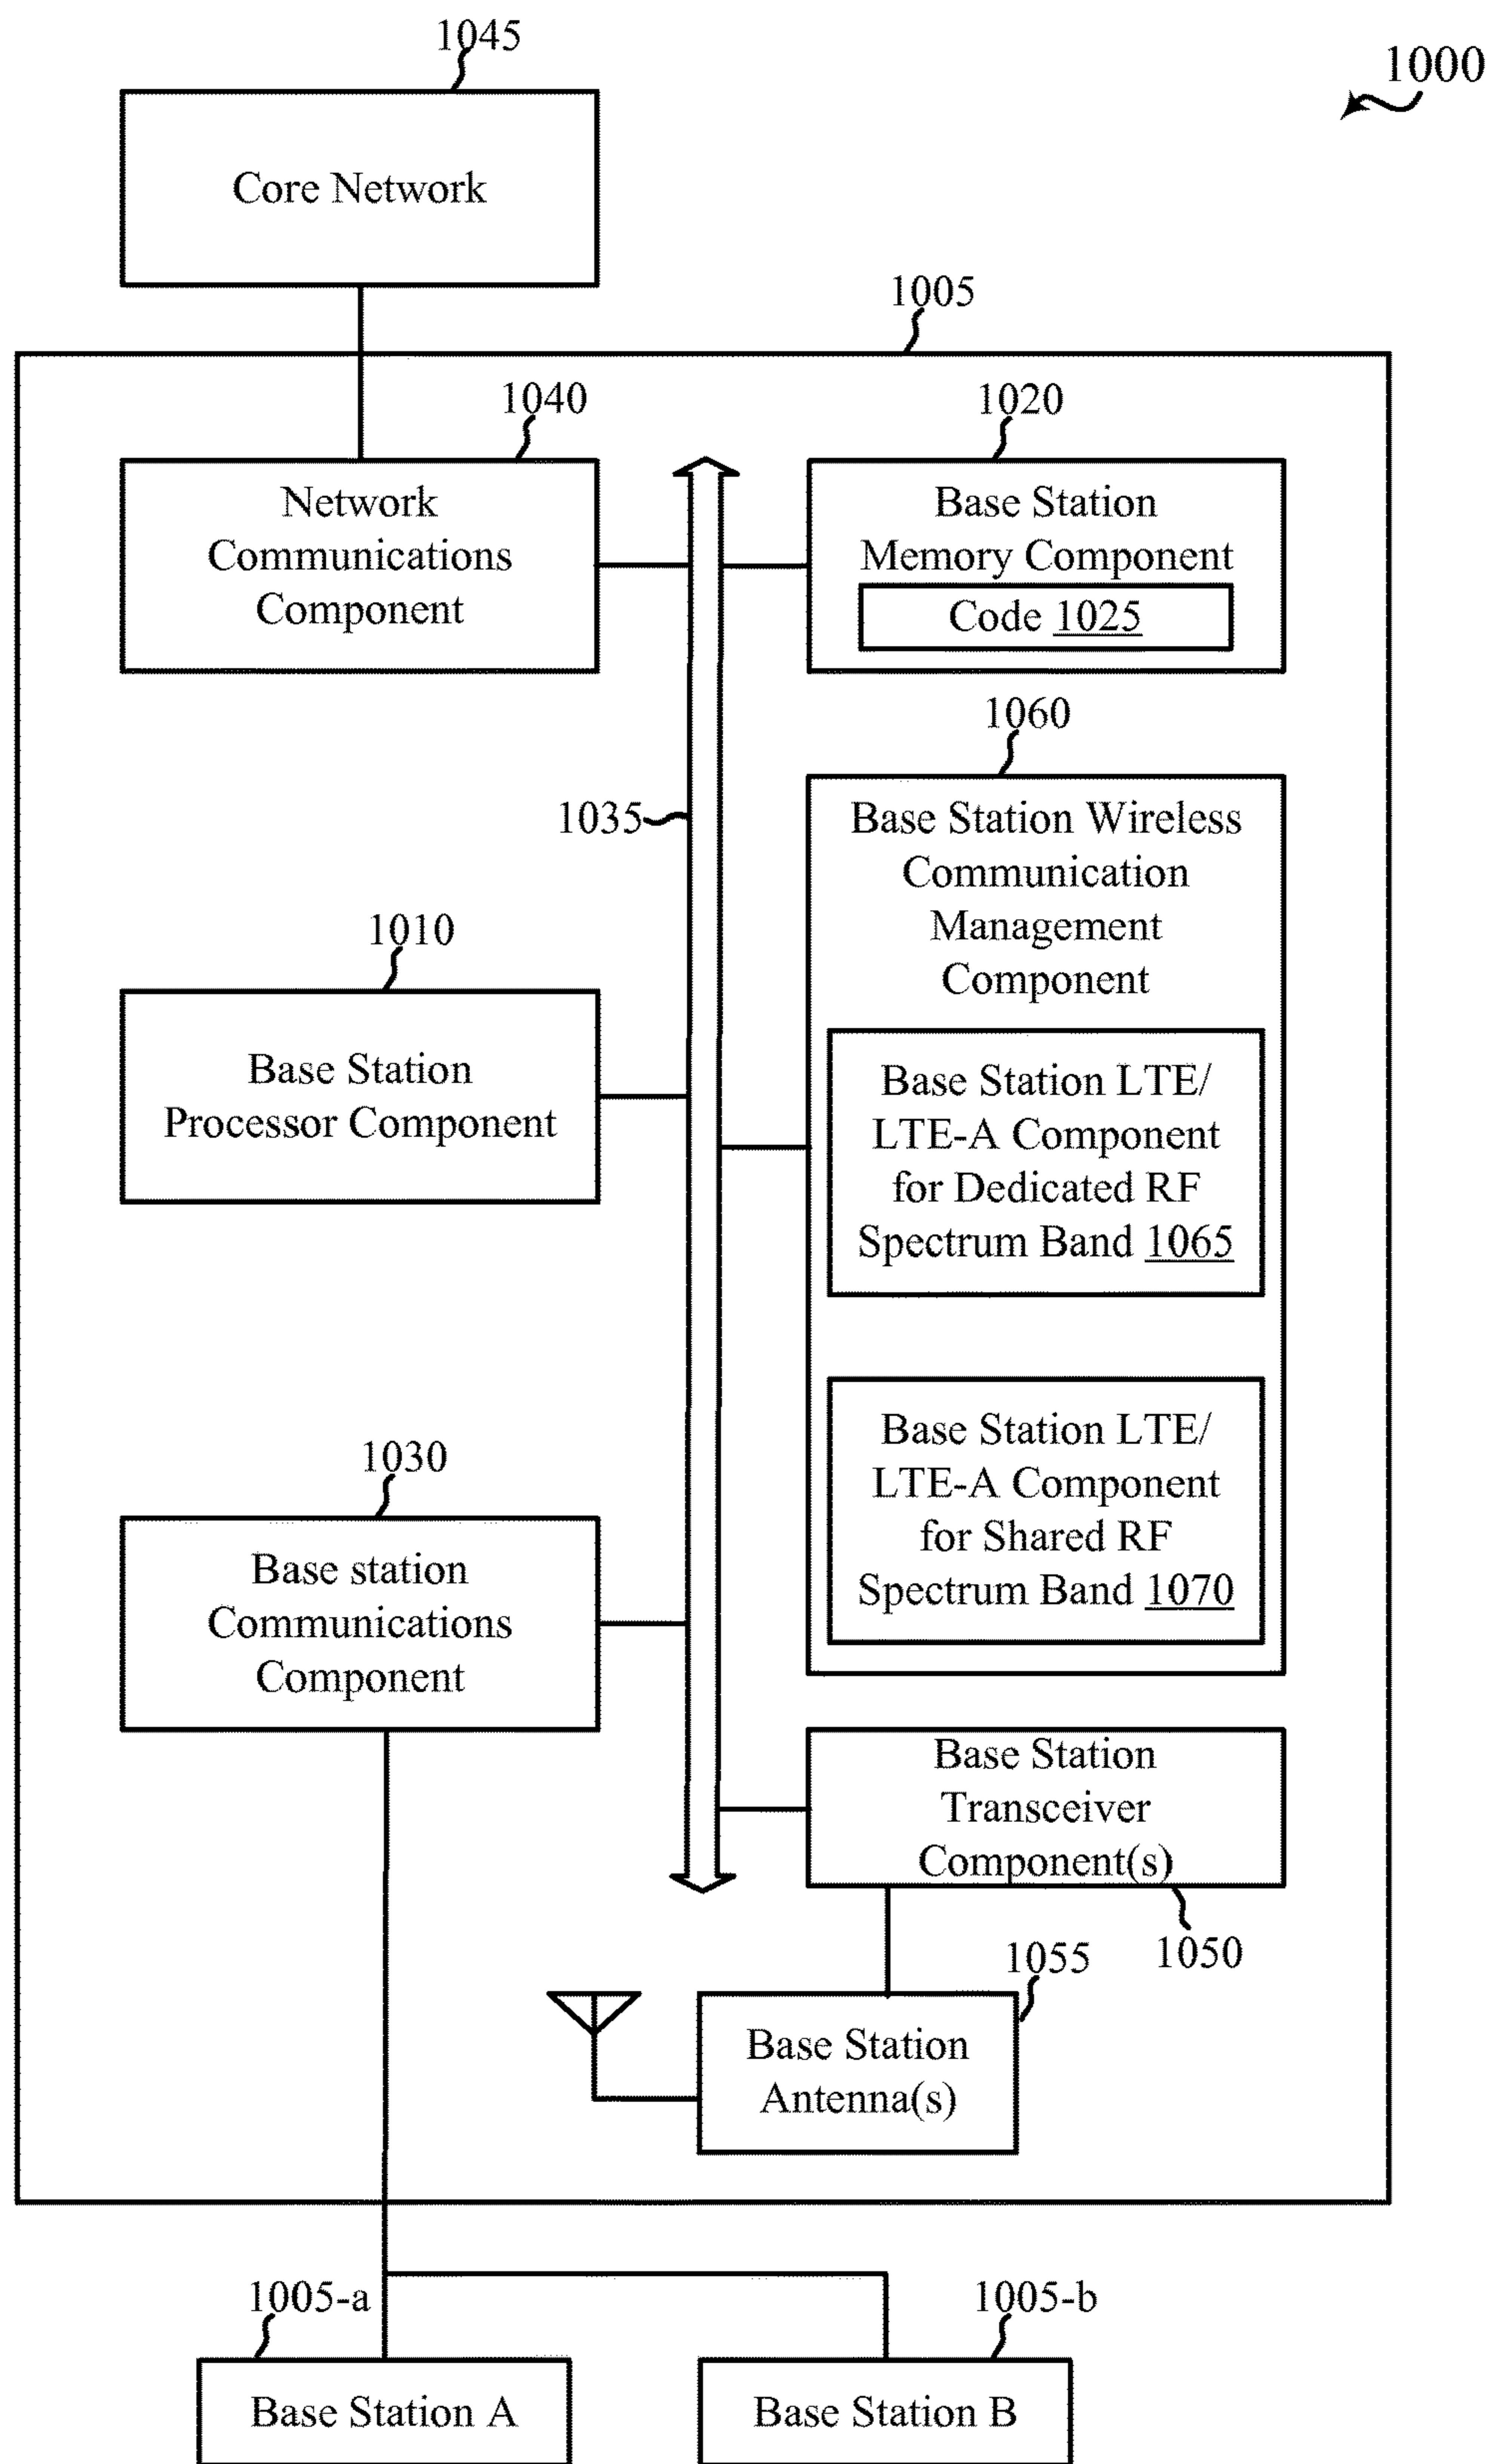 1045
1000
Core Network
1005
1040
Network
Communications
Component
1020
Base Station
Memory Component
Code 1025
1035
1060
Base Station Wireless
Communication
Management
Component
Base Station LTE/
LTE-A Component
for Dedicated RF
Spectrum Band 1065
Base Station LTE/
LTE-A Component
for Shared RF
Spectrum Band 1070
1010
Base Station
Processor Component
1030
Base station
Communications
Component
Base Station
Transceiver
Component(s)
1050
1055
Base Station
Antenna(s)
1005-a
Base Station A
1005-b
Base Station B